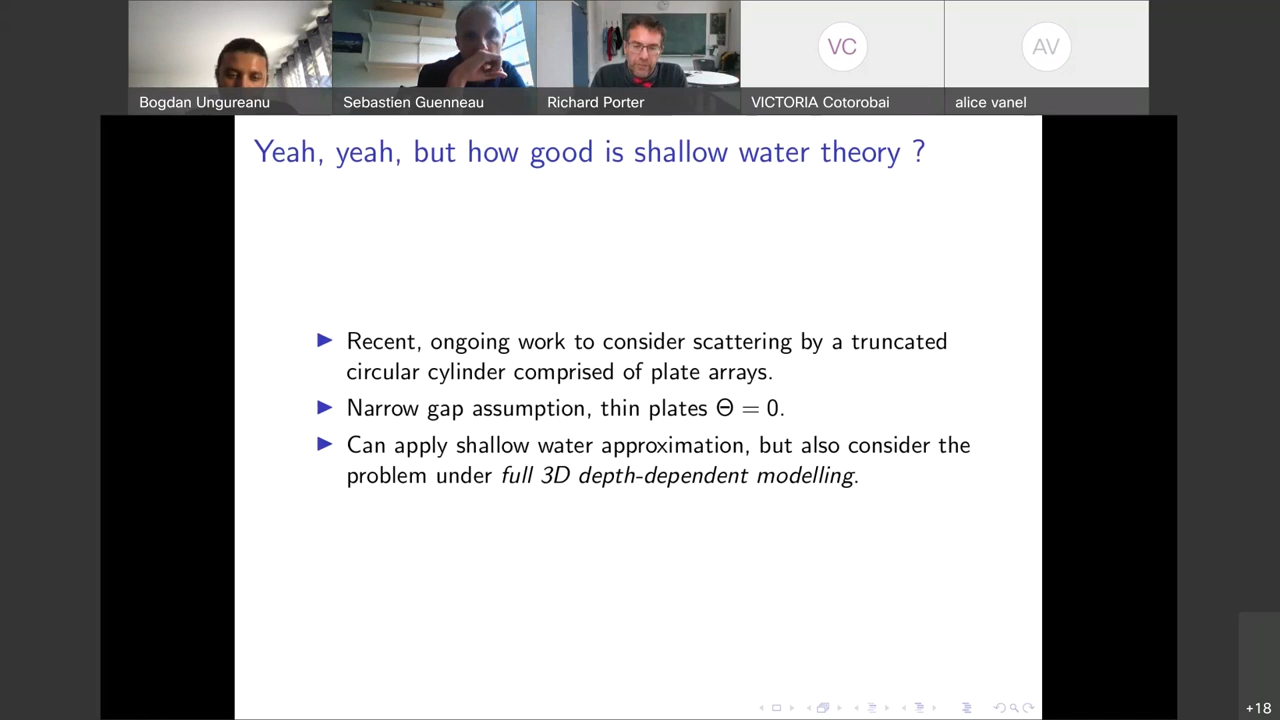 Bogdan Ungureanu
Sebastien Guenneau
Richard Porter
VC
VICTORIA Cotorobai
AV
alice vanel
Yeah, yeah, but how good is shallow water theory ?
Recent, ongoing work to consider scattering by a truncated
circular cylinder comprised of plate arrays.
Narrow gap assumption, thin plates Θ = 0.
Can apply shallow water approximation, but also consider the
problem under full 3D depth-dependent modelling.
+18